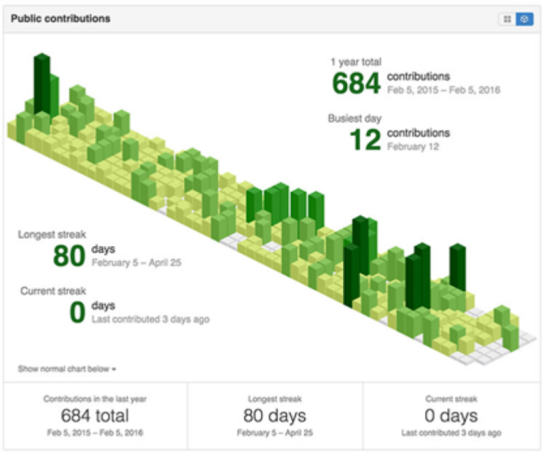 Public contributions
1 year total
684 contributions
Feb 5, 2015 – Feb 5, 2016
Busiest day
12 contributions
February 12
Longest streak
80 days
February 5 – April 25
Current streak
0 days
Last contributed 3 days ago
Show normal chart below
Contributions in the last year
684 total
Feb 5, 2015 – Feb 5, 2016
Longest streak
80 days
February 5 – April 25
Current streak
0 days
Last contributed 3 days ago